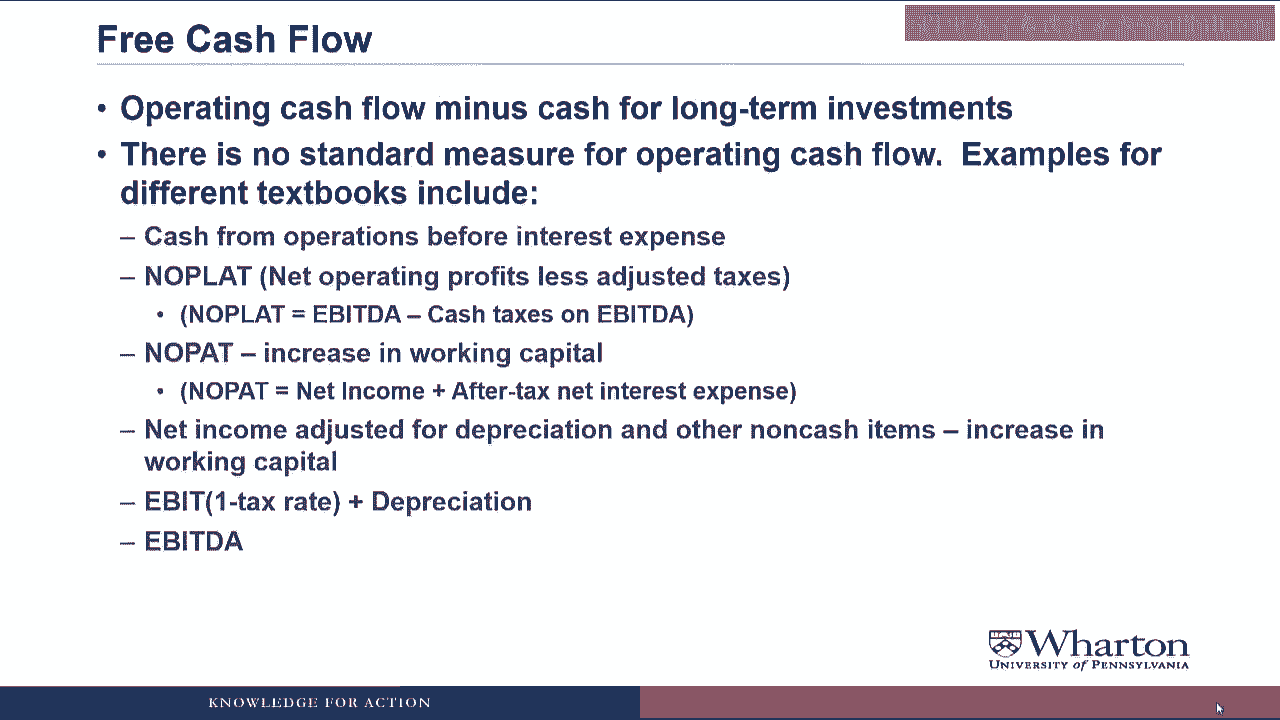 Free Cash Flow
• Operating cash flow minus cash for long-term investments
• There is no standard measure for operating cash flow.  Examples for
different textbooks include:
– Cash from operations before interest expense
– NOPLAT (Net operating profits less adjusted taxes)
• (NOPLAT = EBITDA – Cash taxes on EBITDA)
– NOPAT – increase in working capital
• (NOPAT = Net Income + After-tax net interest expense)
– Net income adjusted for depreciation and other noncash items – increase in
working capital
– EBIT(1-tax rate) + Depreciation
– EBITDA
Wharton
UNIVERSITY of PENNSYLVANIA
KNOWLEDGE FOR ACTION